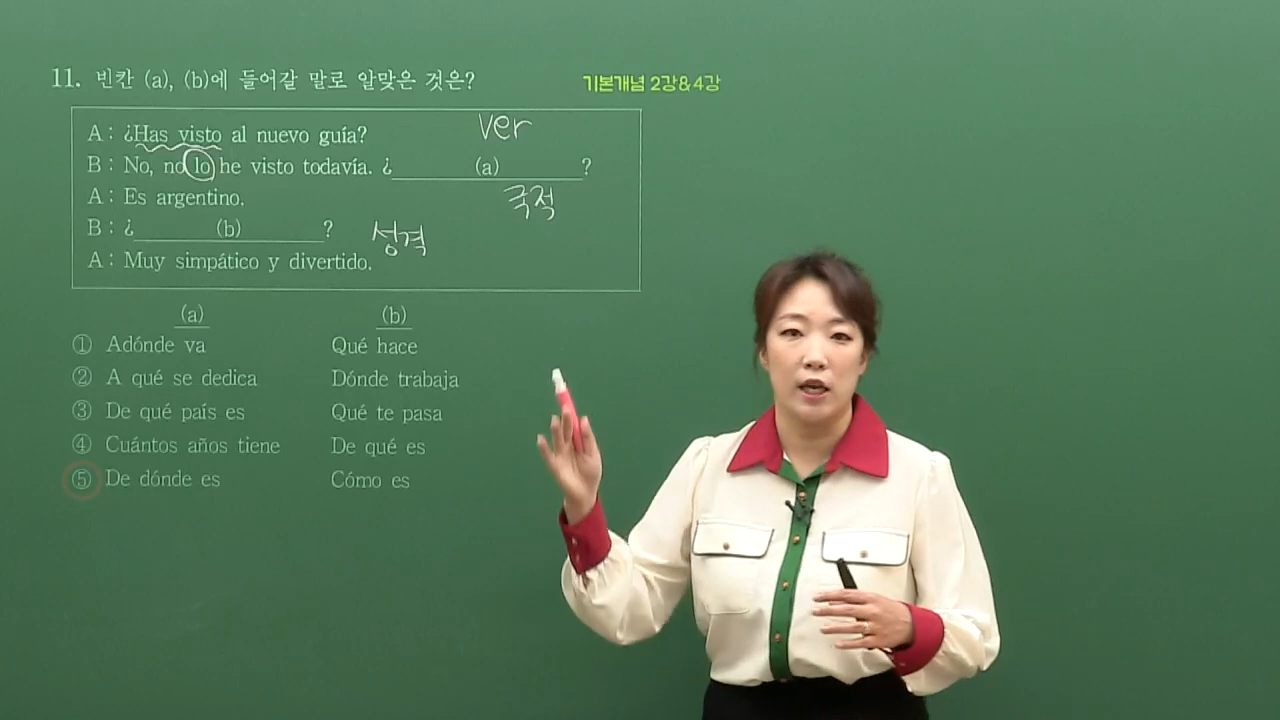 11. 빈칸 (a), (b)에 들어갈 말로 알맞은 것은? 기본개념 2강&4강
A : ¿Has visto al nuevo guía? ver
B : No, no lo he visto todavía. ¿ (a) ?
A : Es argentino. 국적
B : ¿ (b) ? 성격
A : Muy simpático y divertido.
(a) (b)
① Adónde va Qué hace
② A qué se dedica Dónde trabaja
③ De qué país es Qué te pasa
④ Cuántos años tiene De qué es
⑤ De dónde es Cómo es